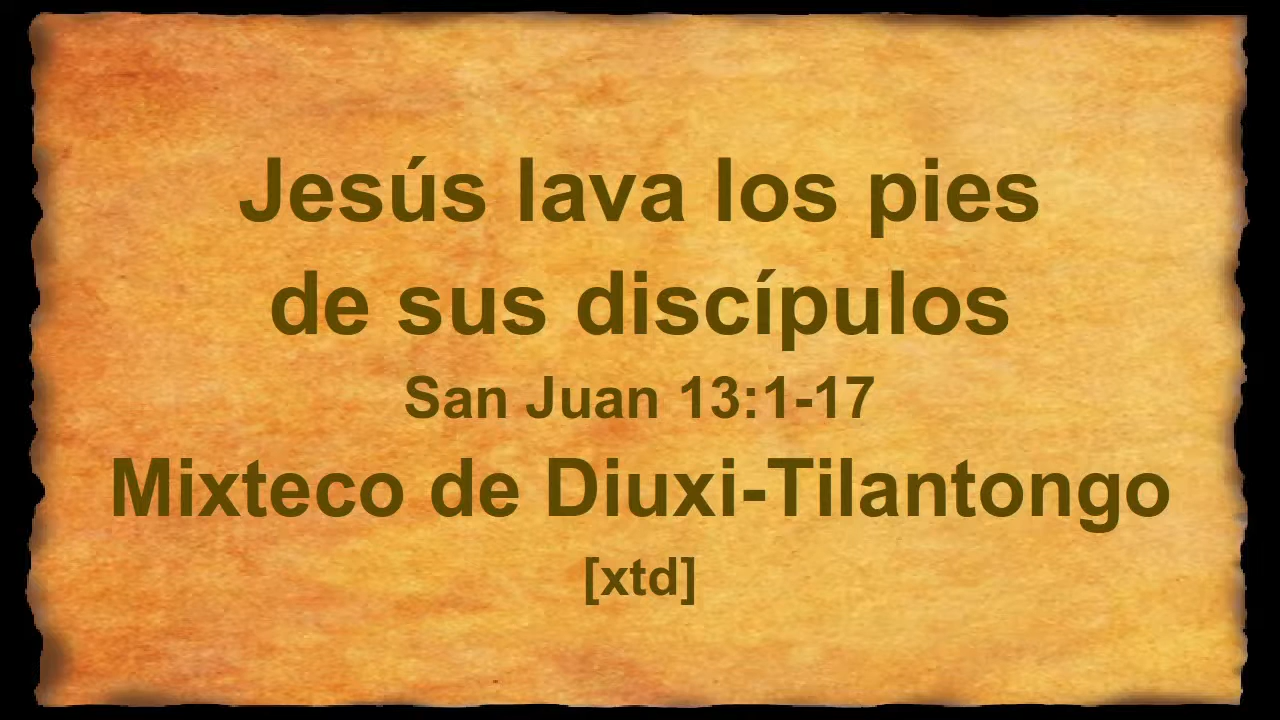 Jesús lava los pies
de sus discípulos
San Juan 13:1-17
Mixteco de Diuxi-Tilantongo
[xtd]